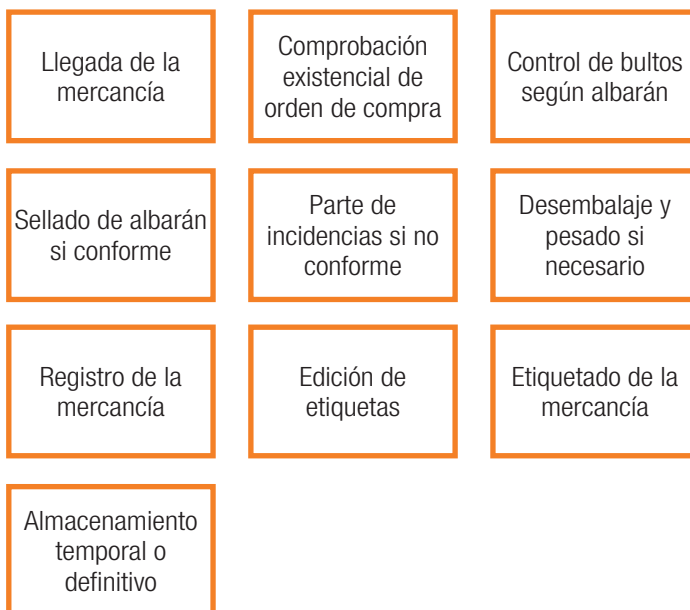 Llegada de la
mercancía
Comprobación
existencial de
orden de compra
Control de bultos
según albarán
Sellado de albarán
si conforme
Parte de
incidencias si no
conforme
Desembalaje y
pesado si
necesario
Registro de la
mercancía
Edición de
etiquetas
Etiquetado de la
mercancía
Almacenamiento
temporal o
definitivo